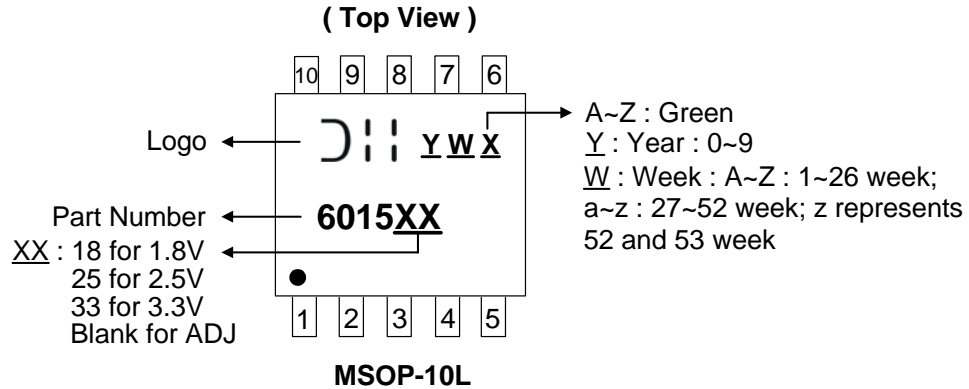 ( Top View )
10 9 8 7 6
Logo
Y W X
A~Z : Green
Y : Year : 0~9
W : Week : A~Z : 1~26 week;
a~z : 27~52 week; z represents
52 and 53 week
Part Number
6015XX
XX : 18 for 1.8V
25 for 2.5V
33 for 3.3V
Blank for ADJ
1 2 3 4 5
MSOP-10L